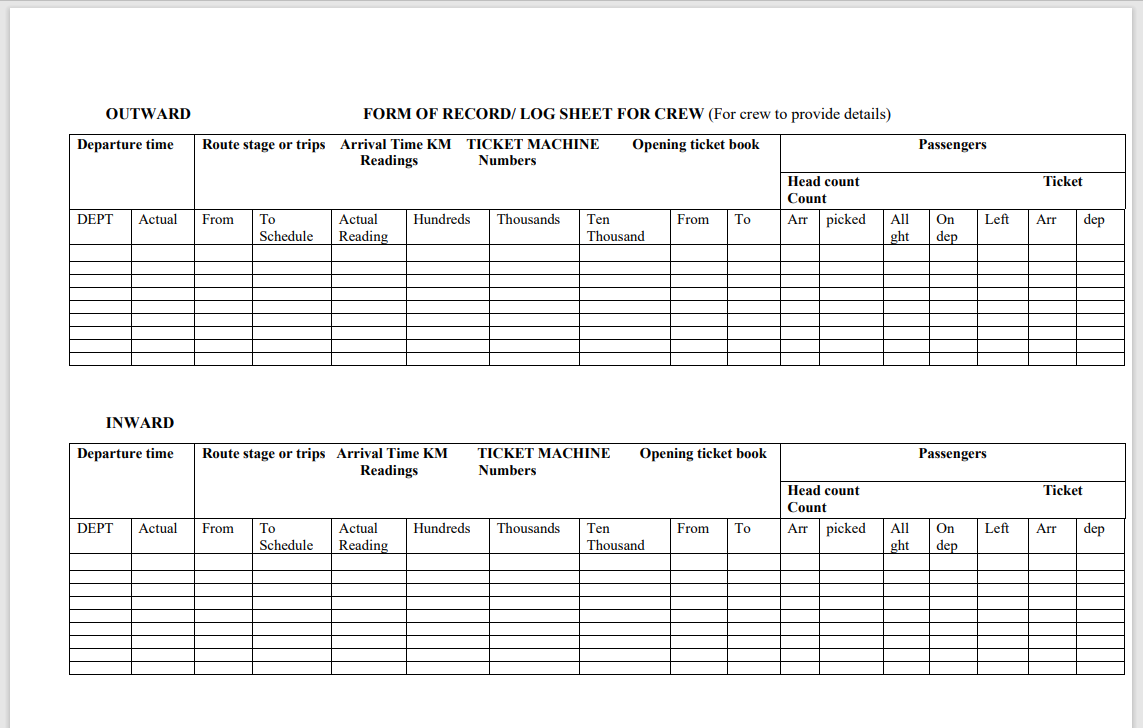 OUTWARD FORM OF RECORD/ LOG SHEET FOR CREW (For crew to provide details)
Departure time Route stage or trips Arrival Time KM TICKET MACHINE Opening ticket book Passengers
Readings Numbers
Head count Ticket
Count
DEPT Actual From To Actual Hundreds Thousands Ten From To Arr picked All On Left Arr dep
Schedule Reading Thousand ght dep
INWARD
Departure time Route stage or trips Arrival Time KM TICKET MACHINE Opening ticket book Passengers
Readings Numbers
Head count Ticket
Count
DEPT Actual From To Actual Hundreds Thousands Ten From To Arr picked All On Left Arr dep
Schedule Reading Thousand ght dep